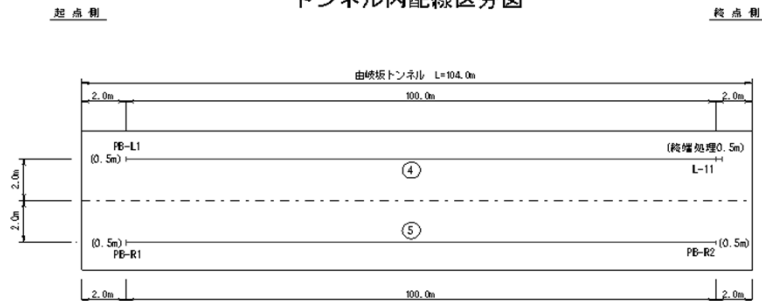 トンネル内配線区分図
起点側
終点側
由岐坂トンネル L=104.0m
2.0m
100.0m
2.0m
PB-L1
(終端処理0.5m)
(0.5m)
④
L-11
2.0m
2.0m
⑤
(0.5m)
(0.5m)
PB-R1
PB-R2
2.0m
100.0m
2.0m